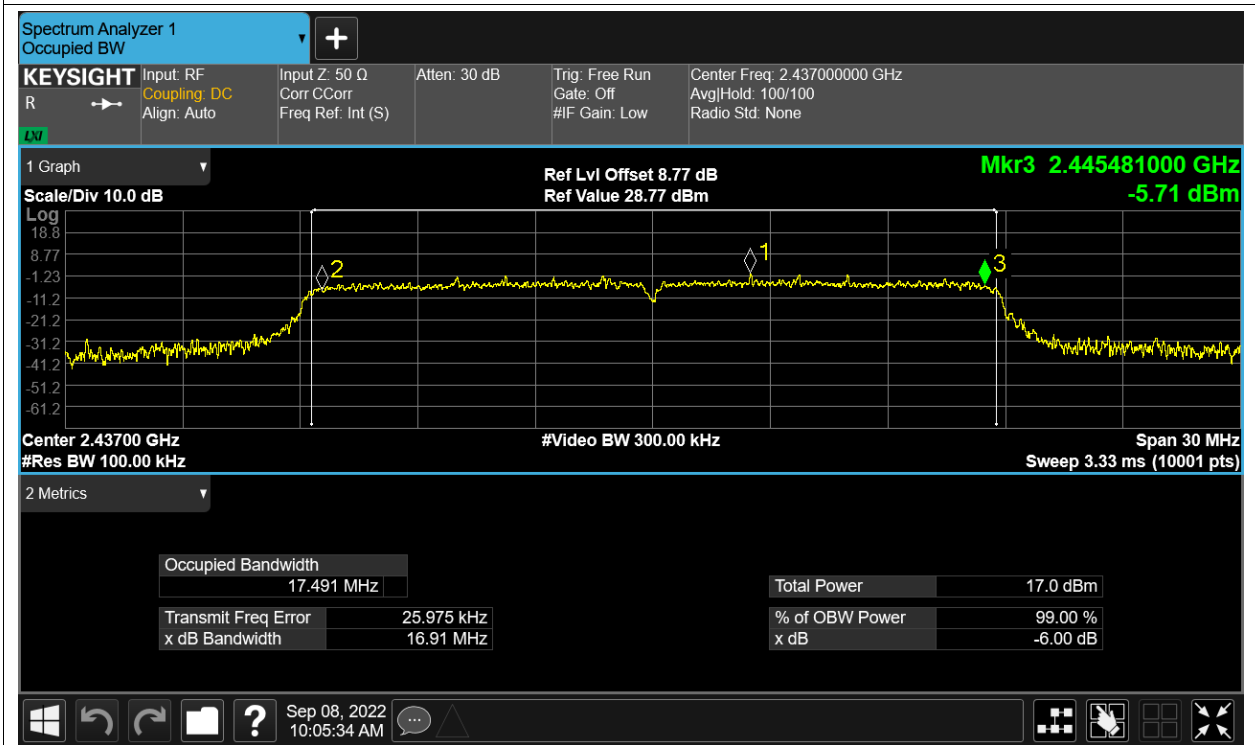 Spectrum Analyzer 1
Occupied BW
KEYSIGHT Input: RF Input Z: 50 Ω Atten: 30 dB Trig: Free Run Center Freq: 2.437000000 GHz
R Coupling: DC Corr CCorr Gate: Off Avg|Hold: 100/100
Align: Auto Freq Ref: Int (S) #IF Gain: Low Radio Std: None
LXI
1 Graph Ref Lvl Offset 8.77 dB Mkr3 2.445481000 GHz
Scale/Div 10.0 dB Ref Value 28.77 dBm -5.71 dBm
Log
18.8
8.77
-1.23
-11.2
-21.2
-31.2
-41.2
-51.2
-61.2
2 1 3
Center 2.43700 GHz #Video BW 300.00 kHz Span 30 MHz
#Res BW 100.00 kHz Sweep 3.33 ms (10001 pts)
2 Metrics
Occupied Bandwidth
17.491 MHz Total Power 17.0 dBm
Transmit Freq Error 25.975 kHz % of OBW Power 99.00 %
x dB Bandwidth 16.91 MHz x dB -6.00 dB
? Sep 08, 2022
10:05:34 AM